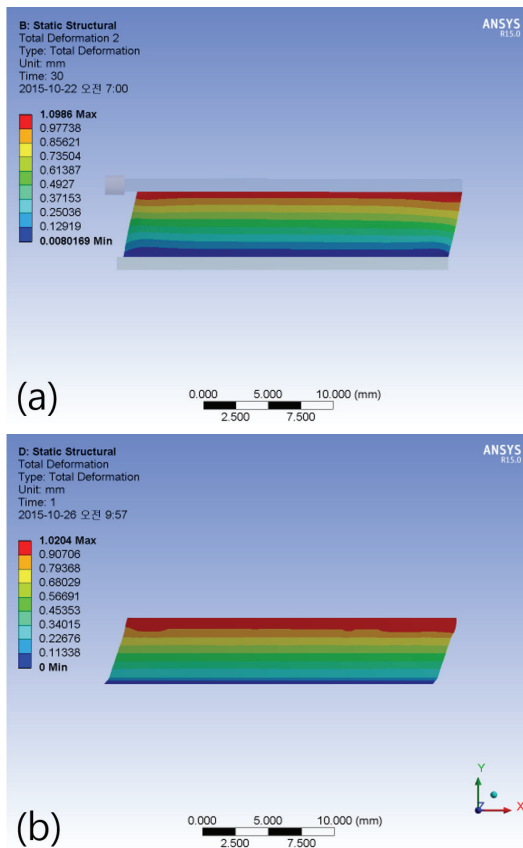 B: Static Structural
Total Deformation 2
Type: Total Deformation
Unit: mm
Time: 30
2015-10-22 오전 7:00
ANSYS
R15.0
1.0986 Max
0.97738
0.85621
0.73504
0.61387
0.4927
0.37153
0.25036
0.12919
0.0080169 Min
0.000 5.000 10.000 (mm)
2.500 7.500
(a)
D: Static Structural
Total Deformation
Type: Total Deformation
Unit: mm
Time: 1
2015-10-26 오전 9:57
ANSYS
R15.0
1.0204 Max
0.90706
0.79368
0.68029
0.56691
0.45353
0.34015
0.22676
0.11338
0 Min
Y
Z X
0.000 5.000 10.000 (mm)
2.500 7.500
(b)